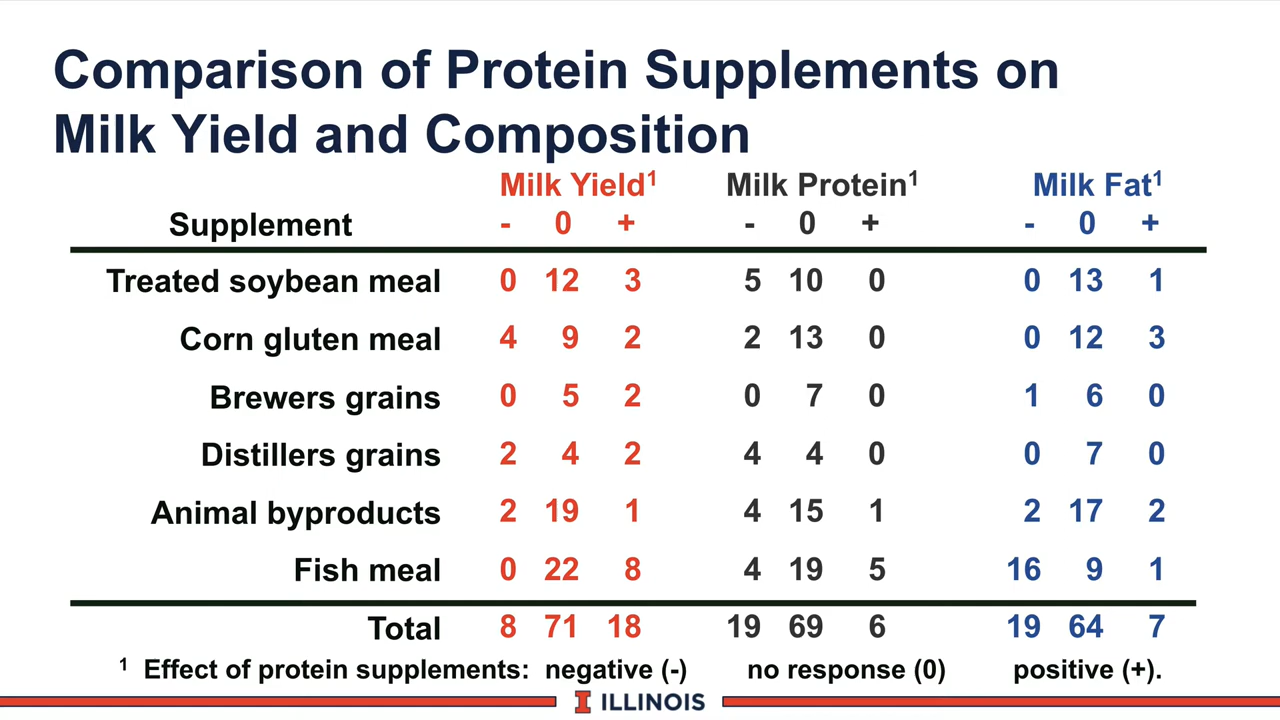 Comparison of Protein Supplements on
Milk Yield and Composition
Milk Yield¹ Milk Protein¹ Milk Fat¹
Supplement - 0 + - 0 + - 0 +
Treated soybean meal 0 12 3 5 10 0 0 13 1
Corn gluten meal 4 9 2 2 13 0 0 12 3
Brewers grains 0 5 2 0 7 0 1 6 0
Distillers grains 2 4 2 4 4 0 0 7 0
Animal byproducts 2 19 1 4 15 1 2 17 2
Fish meal 0 22 8 4 19 5 16 9 1
Total 8 71 18 19 69 6 19 64 7
¹ Effect of protein supplements: negative (-) no response (0) positive (+).
I ILLINOIS